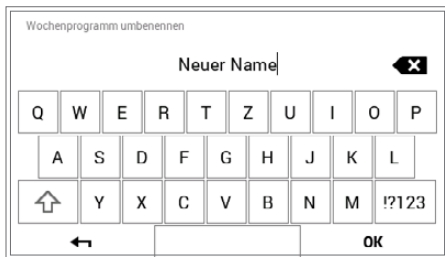 Wochenprogramm umbenennen
Neuer Name
Q W E R T Z U I O P
A S D F G H J K L
Y X C V B N M !?123
OK